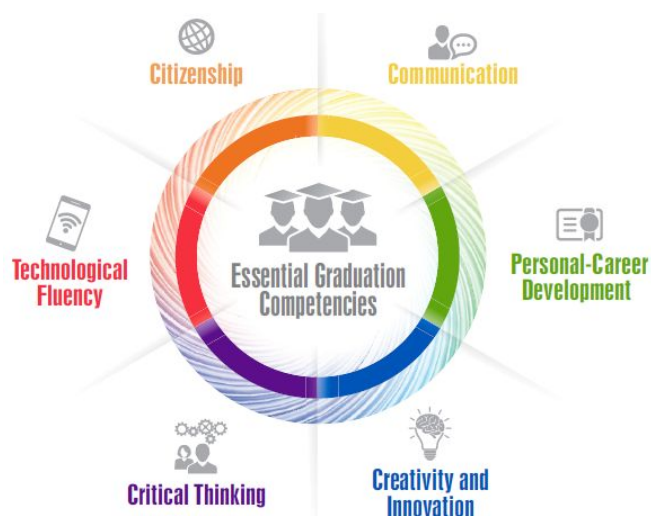 Citizenship
Communication
Technological
Fluency
Essential Graduation
Competencies
Personal-Career
Development
Critical Thinking
Creativity and
Innovation